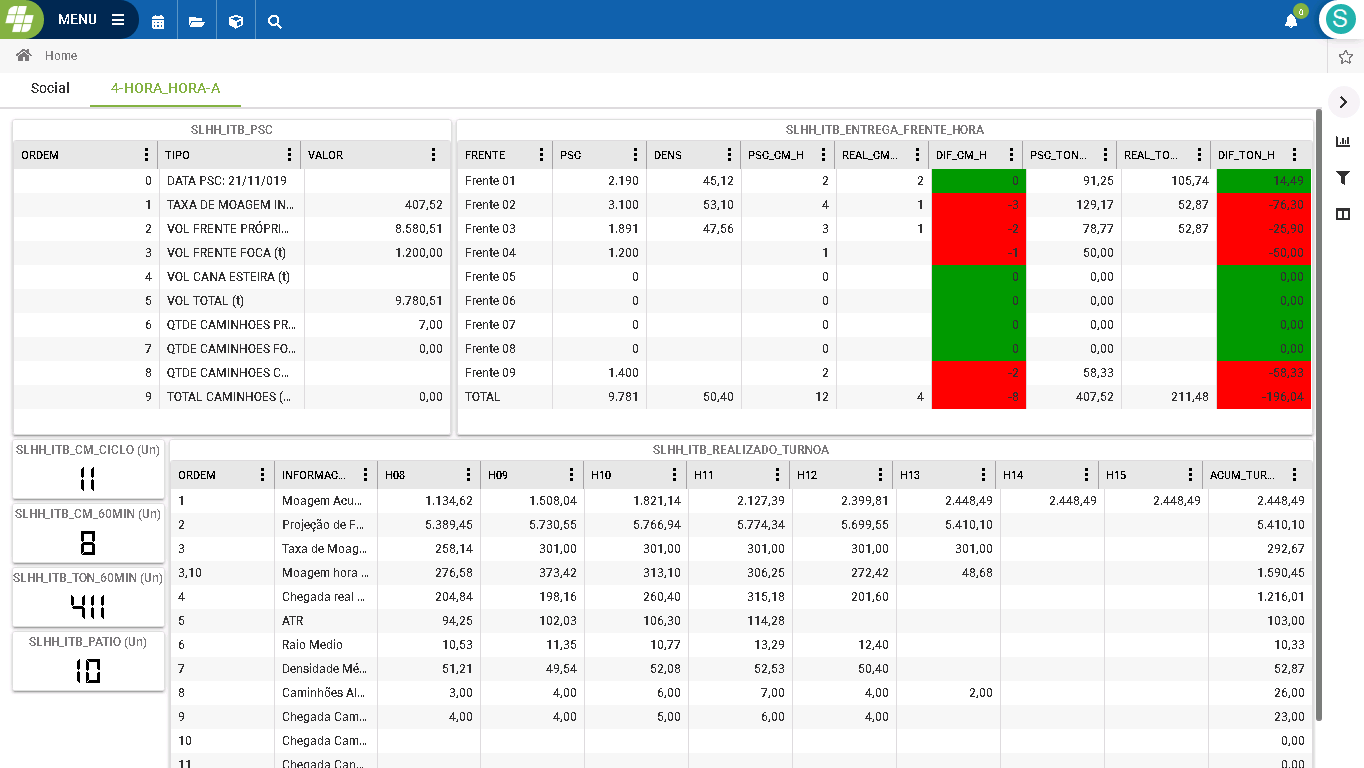 MENU
0
S
Home
Social 4-HORA_HORA-A
SLHH_ITB_PSC
ORDEM TIPO VALOR
0 DATA PSC: 21/11/019
1 TAXA DE MOAGEM IN... 407,52
2 VOL FRENTE PRÓPRI... 8.580,51
3 VOL FRENTE FOCA (t) 1.200,00
4 VOL CANA ESTEIRA (t)
5 VOL TOTAL (t) 9.780,51
6 QTDE CAMINHOES PR... 7,00
7 QTDE CAMINHOES FO... 0,00
8 QTDE CAMINHOES C...
9 TOTAL CAMINHOES (... 0,00
SLHH_ITB_ENTREGA_FRENTE_HORA
FRENTE PSC DENS PSC_CM_H REAL_CM... DIF_CM_H PSC_TON... REAL_TO... DIF_TON_H
Frente 01 2.190 45,12 2 2 0 91,25 105,74 14,49
Frente 02 3.100 53,10 4 1 -3 129,17 52,87 -76,30
Frente 03 1.891 47,56 3 1 -2 78,77 52,87 -25,90
Frente 04 1.200 1 -1 50,00 -50,00
Frente 05 0 0 0 0,00 0,00
Frente 06 0 0 0 0,00 0,00
Frente 07 0 0 0 0,00 0,00
Frente 08 0 0 0 0,00 0,00
Frente 09 1.400 2 -2 58,33 -58,33
TOTAL 9.781 50,40 12 4 -8 407,52 211,48 -196,04
SLHH_ITB_CM_CICLO (Un)
11
SLHH_ITB_CM_60MIN (Un)
8
SLHH_ITB_TON_60MIN (Un)
411
SLHH_ITB_PATIO (Un)
10
SLHH_ITB_REALIZADO_TURNOA
ORDEM INFORMAC... H08 H09 H10 H11 H12 H13 H14 H15 ACUM_TUR...
1 Moagem Acu... 1.134,62 1.508,04 1.821,14 2.127,39 2.399,81 2.448,49 2.448,49 2.448,49 2.448,49
2 Projeção de F... 5.389,45 5.730,55 5.766,94 5.774,34 5.699,55 5.410,10 5.410,10
3 Taxa de Moag... 258,14 301,00 301,00 301,00 301,00 301,00 292,67
3,10 Moagem hora ... 276,58 373,42 313,10 306,25 272,42 48,68 1.590,45
4 Chegada real ... 204,84 198,16 260,40 315,18 201,60 1.216,01
5 ATR 94,25 102,03 106,30 114,28 103,00
6 Raio Medio 10,53 11,35 10,77 13,29 12,40 10,33
7 Densidade Mé... 51,21 49,54 52,08 52,53 50,40 52,87
8 Caminhões Al... 3,00 4,00 6,00 7,00 4,00 2,00 26,00
9 Chegada Cam... 4,00 4,00 5,00 6,00 4,00 23,00
10 Chegada Cam... 0,00
11 Chegada Can... 0,00